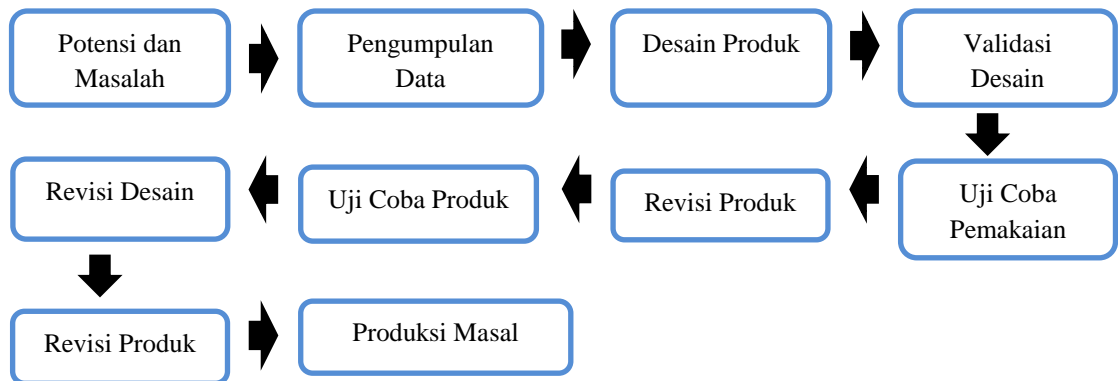 Potensi dan
Masalah
Pengumpulan
Data
Desain Produk
Validasi
Desain
Uji Coba
Pemakaian
Revisi Produk
Uji Coba Produk
Revisi Desain
Revisi Produk
Produksi Masal